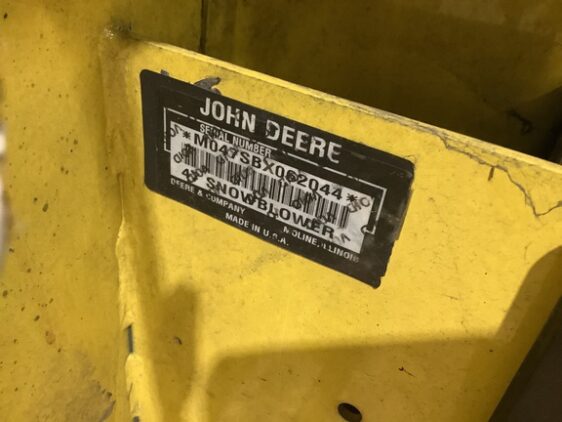 JOHN DEERE
SERIAL NUMBER
*M047SBX062044*
47 SNOWBLOWER
DEERE & COMPANY MOLINE, ILLINOIS
MADE IN U.S.A.